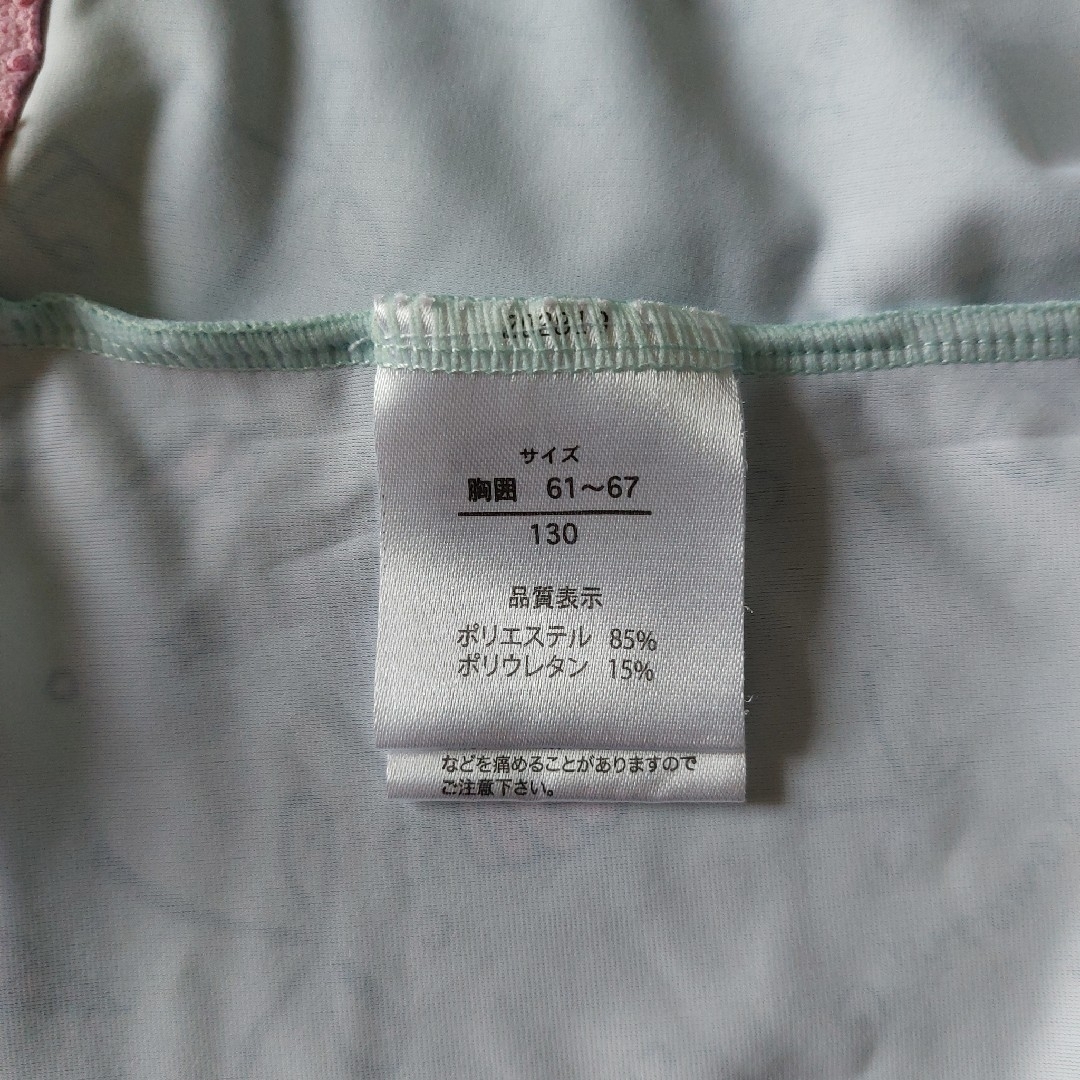 サイズ
胸囲 61～67
130
品質表示
ポリエステル 85%
ポリウレタン 15%
などを痛めることがありますので
ご注意下さい。